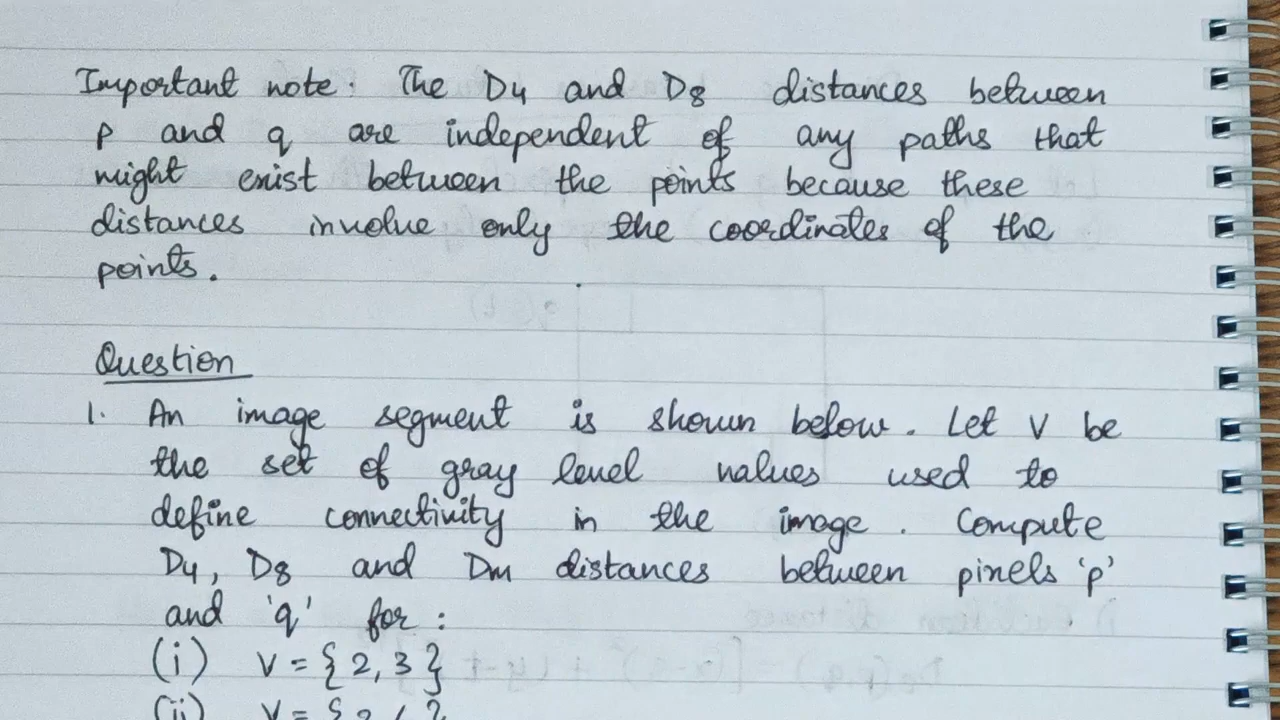 Important note: The D4 and D8 distances between
p and q are independent of any paths that
might exist between the points because these
distances involve only the coordinates of the
points.
Question
1. An image segment is shown below. Let V be
the set of gray level values used to
define connectivity in the image. Compute
D4, D8 and Dm distances between pixels 'p'
and 'q' for:
(i) V = { 2, 3 }
(ii) V = {